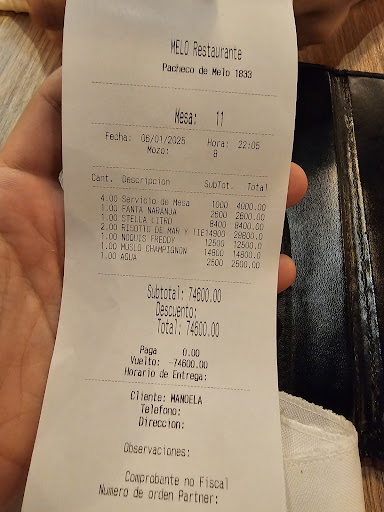 MELO Restaurante
Pacheco de Melo 1833
Mesa: 11
Fecha: 06/01/2025 Hora: 22:05
Mozo: 8
Cant. Descripcion SubTot. Total
4.00 Servicio de Mesa 1000 4000.00
1.00 FANTA NARANJA 2600 2600.00
1.00 STELLA LITRO 8400 8400.00
2.00 RISOTTO DE MAR Y TIE 14900 29800.0
1.00 ÑOQUIS FREDDY 12500 12500.0
1.00 MUSLO CHAMPIGNON 14800 14800.0
1.00 AGUA 2500 2500.00
Subtotal: 74600.00
Descuento:
Total: 74600.00
Paga 0.00
Vuelto: -74600.00
Horario de Entrega:
Cliente: MANDELA
Telefono:
Direccion:
Observaciones:
Comprobante no Fiscal
Numero de orden Partner: